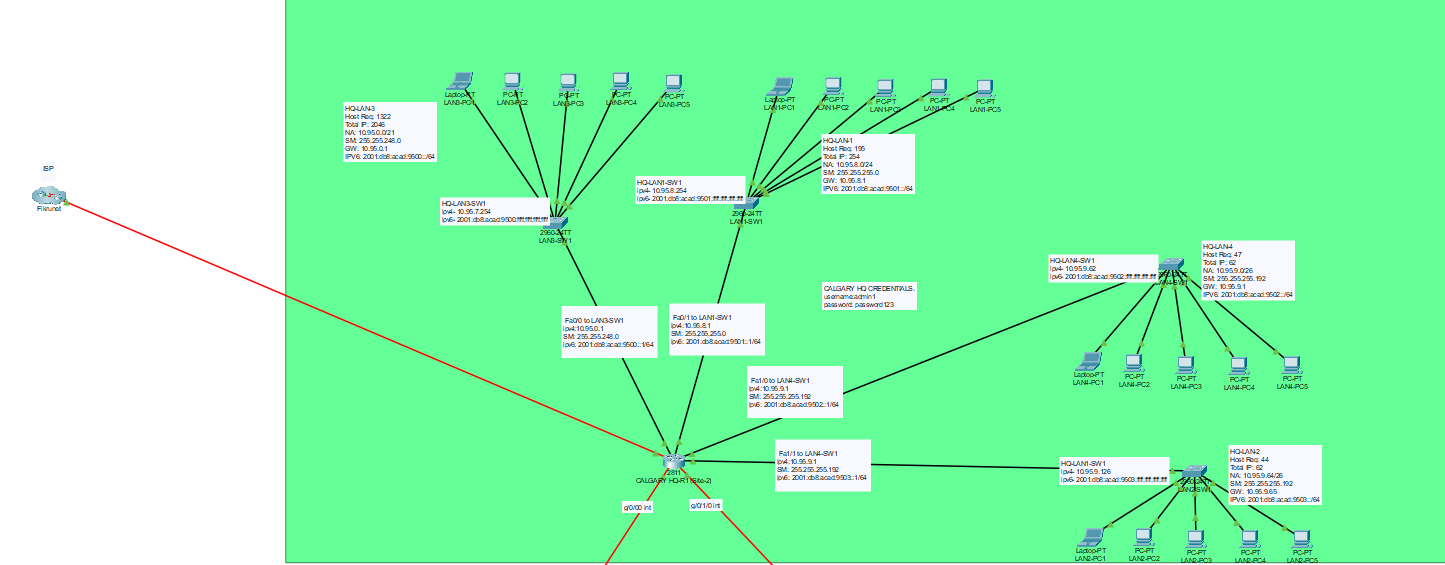 Laptop-PT
LAN3-PC1
PC-PT
LAN3-PC2
PC-PT
LAN3-PC3
PC-PT
LAN3-PC4
PC-PT
LAN3-PC5
Laptop-PT
LAN1-PC1
PC-PT
LAN1-PC2
PC-PT
PC-PT
LAN1-PC4
PC-PT
LAN1-PC5
HQ-LAN-3
Host Req: 1322
Total IP: 2046
NA: 10.95.0.0/21
SM: 255.255.248.0
GW: 10.95.0.1
IPV6: 2001:db8:acad:9500::/64
HQ-LAN-1
Host Req: 195
Total IP: 254
NA: 10.95.8.0/24
SM: 255.255.255.0
GW: 10.95.8.1
IPV6: 2001:db8:acad:9501::/64
ISP
Fikrunet
HQ-LAN3-SW1
ipv4- 10.95.7.254
ipv6- 2001:db8:acad:9500:ffff:ffff:ffff:ffff
2960-24TT
LAN3-SW1
HQ-LAN1-SW1
ipv4- 10.95.8.254
ipv6- 2001:db8:acad:9501:ffff:ffff:ffff:ffff
2960-24TT
LAN1-SW1
HQ-LAN4-SW1
ipv4- 10.95.9.62
ipv6- 2001:db8:acad:9502:ffff:ffff:ffff:ffff
LAN4-SW1
HQ-LAN-4
Host Req: 47
Total IP: 62
NA: 10.95.9.0/26
SM: 255.255.255.192
GW: 10.95.9.1
IPV6: 2001:db8:acad:9502::/64
CALGARY HQ CREDENTIALS.
username:admin1
password: password123
Fa0/0 to LAN3-SW1
ipv4:10.95.0.1
SM: 255.255.248.0
ipv6: 2001:db8:acad:9500::1/64
Fa0/1 to LAN1-SW1
ipv4:10.95.8.1
SM: 255.255.255.0
ipv6: 2001:db8:acad:9501::1/64
Fa1/0 to LAN4-SW1
ipv4:10.95.9.1
SM: 255.255.255.192
ipv6: 2001:db8:acad:9502::1/64
Laptop-PT
LAN4-PC1
PC-PT
LAN4-PC2
PC-PT
LAN4-PC3
PC-PT
LAN4-PC4
PC-PT
LAN4-PC5
Fa1/1 to LAN4-SW1
ipv4:10.95.9.1
SM: 255.255.255.192
ipv6: 2001:db8:acad:9503::1/64
2811
CALGARY HQ-R1 (Site-2)
g/0/00 int
g/0/1/0 int
HQ-LAN1-SW1
ipv4- 10.95.9.126
ipv6- 2001:db8:acad:9503:ffff:ffff:ffff:ffff
2960-24TT
LAN2-SW1
HQ-LAN-2
Host Req: 44
Total IP: 62
NA: 10.95.9.64/26
SM: 255.255.255.192
GW: 10.95.9.65
IPV6: 2001:db8:acad:9503::/64
Laptop-PT
LAN2-PC1
PC-PT
LAN2-PC2
PC-PT
LAN2-PC3
PC-PT
LAN2-PC4
PC-PT
LAN2-PC5